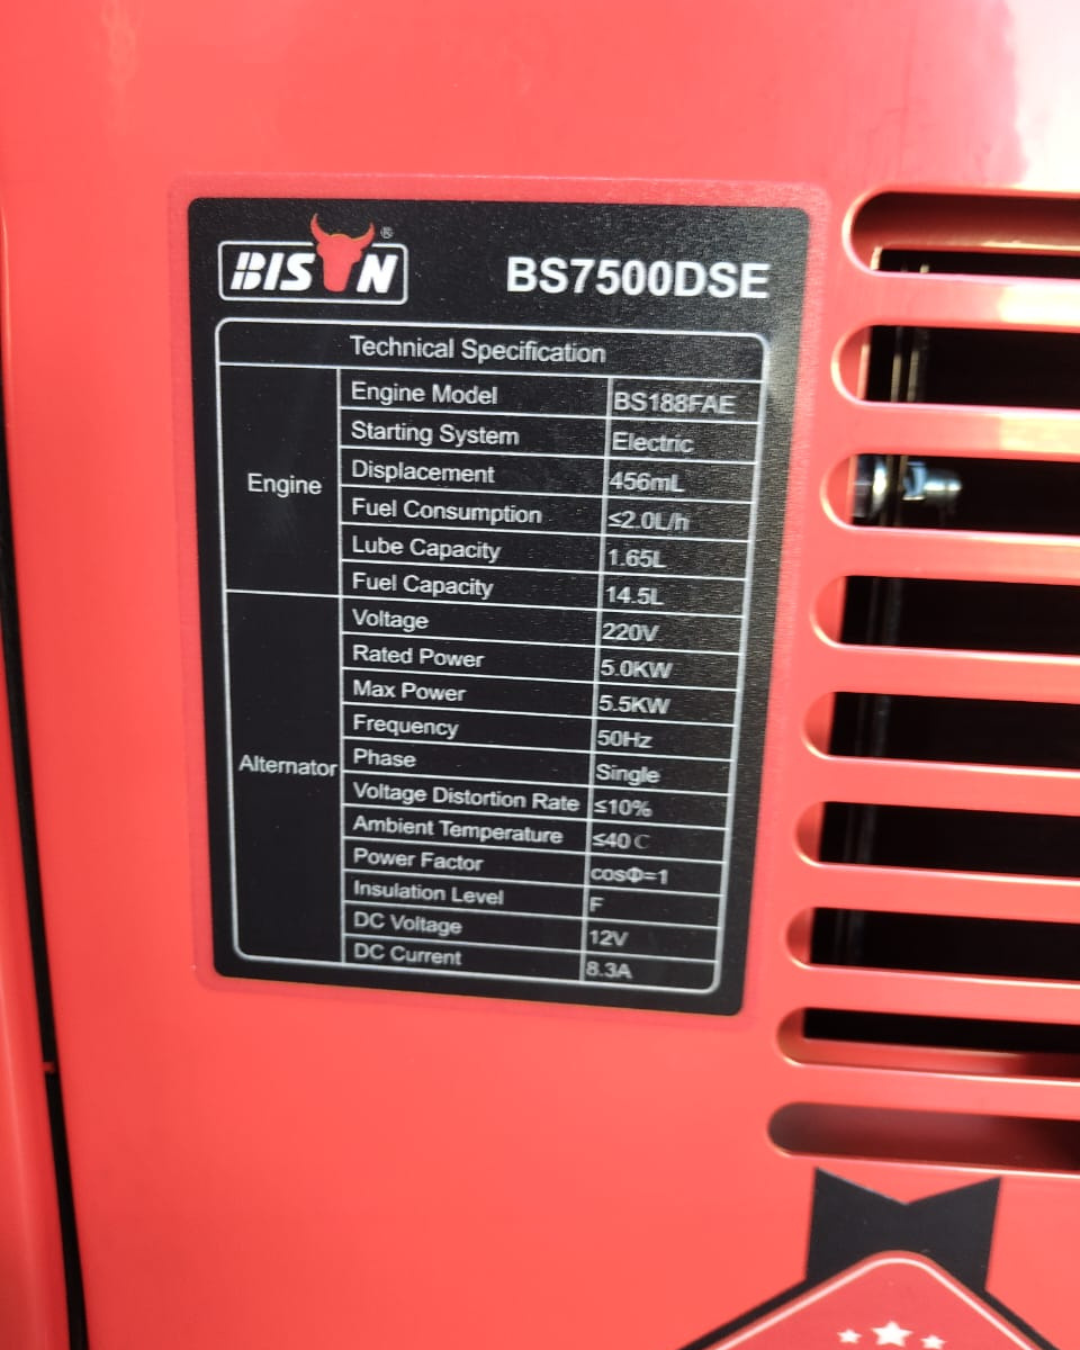 BISON ®
BS7500DSE
Technical Specification
Engine
Engine Model BS188FAE
Starting System Electric
Displacement 456mL
Fuel Consumption ≤2.0L/h
Lube Capacity 1.65L
Fuel Capacity 14.5L
Alternator
Voltage 220V
Rated Power 5.0KW
Max Power 5.5KW
Frequency 50Hz
Phase Single
Voltage Distortion Rate ≤10%
Ambient Temperature ≤40℃
Power Factor cosΦ=1
Insulation Level F
DC Voltage 12V
DC Current 8.3A